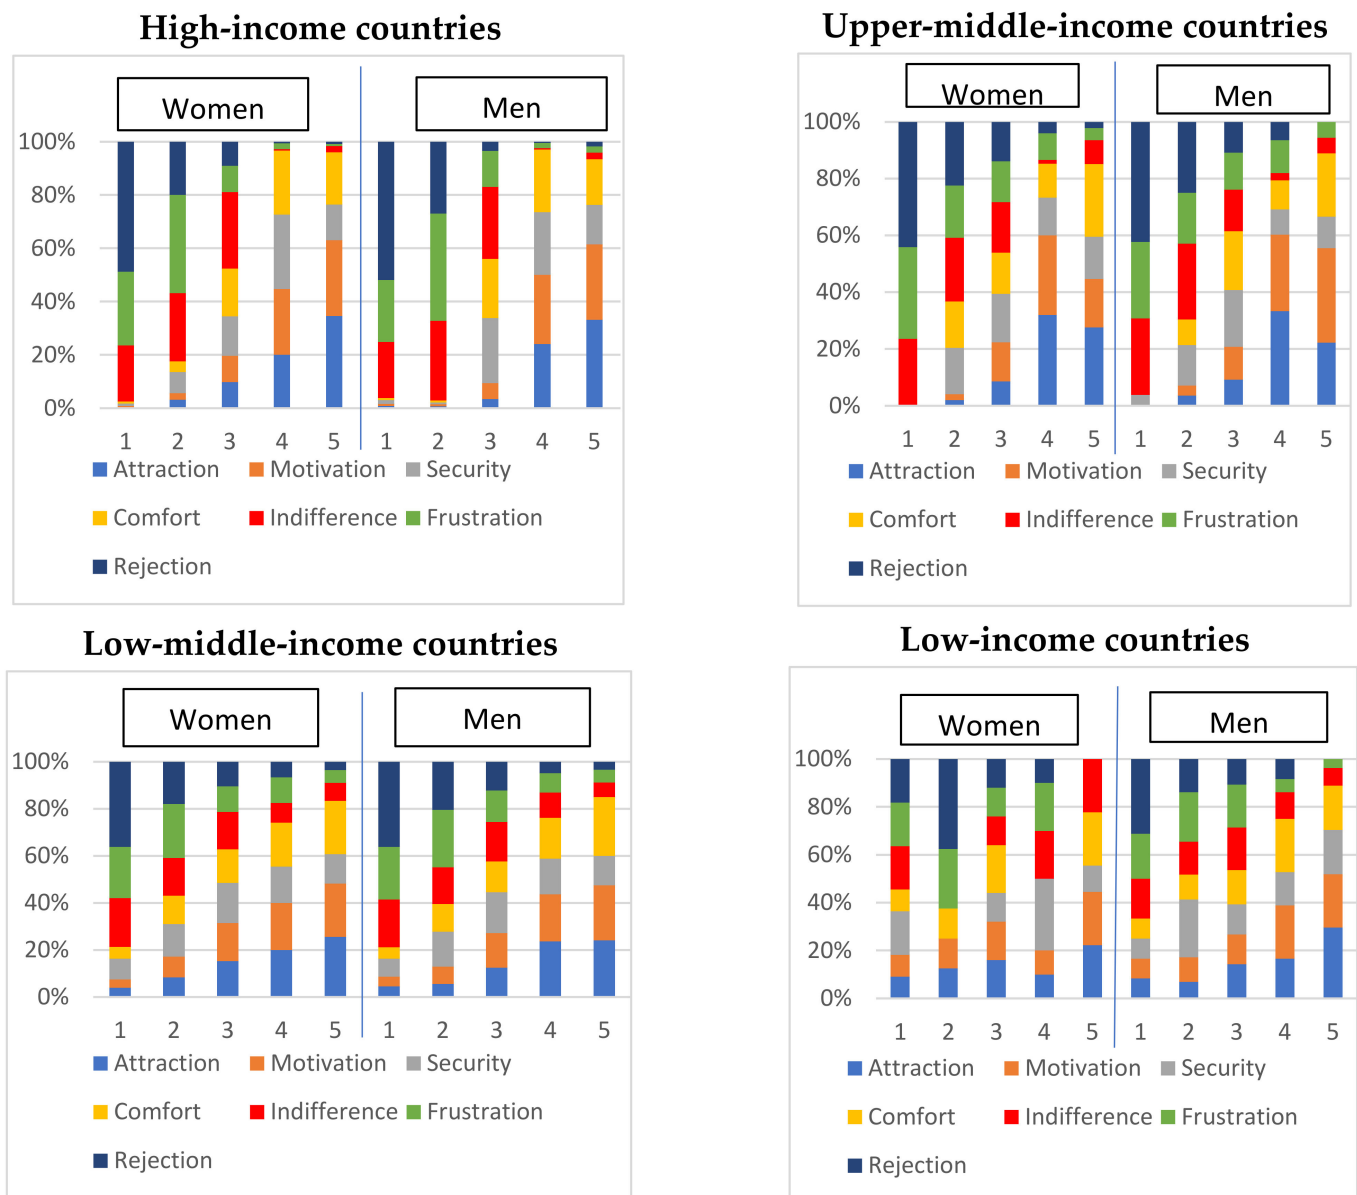 High-income countries
Women
Men
100%
80%
60%
40%
20%
0%
1 2 3 4 5 1 2 3 4 5
Attraction Motivation Security
Comfort Indifference Frustration
Rejection
Upper-middle-income countries
Women
Men
100%
80%
60%
40%
20%
0%
1 2 3 4 5 1 2 3 4 5
Attraction Motivation Security
Comfort Indifference Frustration
Rejection
Low-middle-income countries
Women
Men
100%
80%
60%
40%
20%
0%
1 2 3 4 5 1 2 3 4 5
Attraction Motivation Security
Comfort Indifference Frustration
Rejection
Low-income countries
Women
Men
100%
80%
60%
40%
20%
0%
1 2 3 4 5 1 2 3 4 5
Attraction Motivation Security
Comfort Indifference Frustration
Rejection